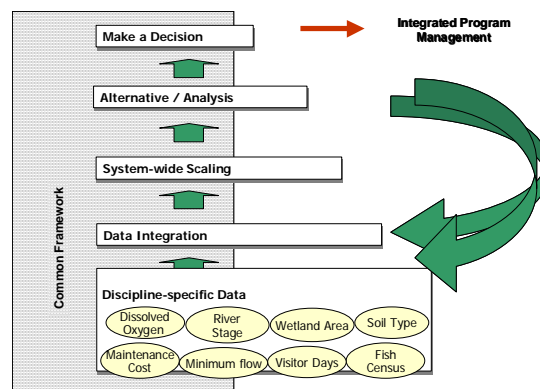 Make a Decision
Integrated Program
Management
Alternative / Analysis
System-wide Scaling
Data Integration
Common Framework
Discipline-specific Data
Dissolved
Oxygen
River
Stage
Wetland Area
Soil Type
Maintenance
Cost
Minimum flow
Visitor Days
Fish
Census